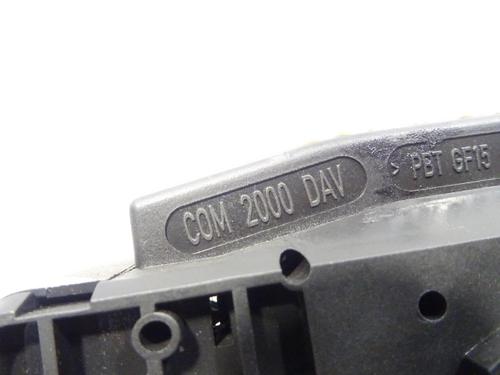 COM 2000 DAV
> PBT GF15